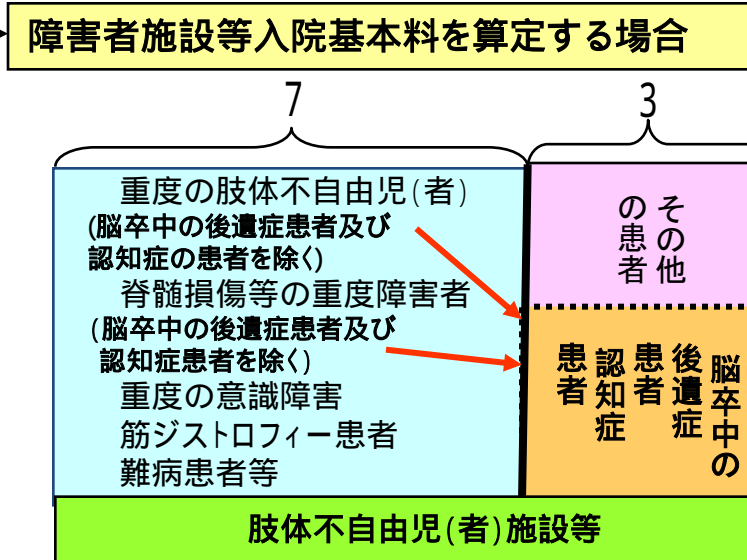 障害者施設等入院基本料を算定する場合
7
3
重度の肢体不自由児(者)
(脳卒中の後遺症患者及び
認知症の患者を除く)
脊髄損傷等の重度障害者
(脳卒中の後遺症患者及び
認知症患者を除く)
重度の意識障害
筋ジストロフィー患者
難病患者等
その他
の患者
脳卒中の
後遺症
患者
認知症
患者
肢体不自由児(者)施設等